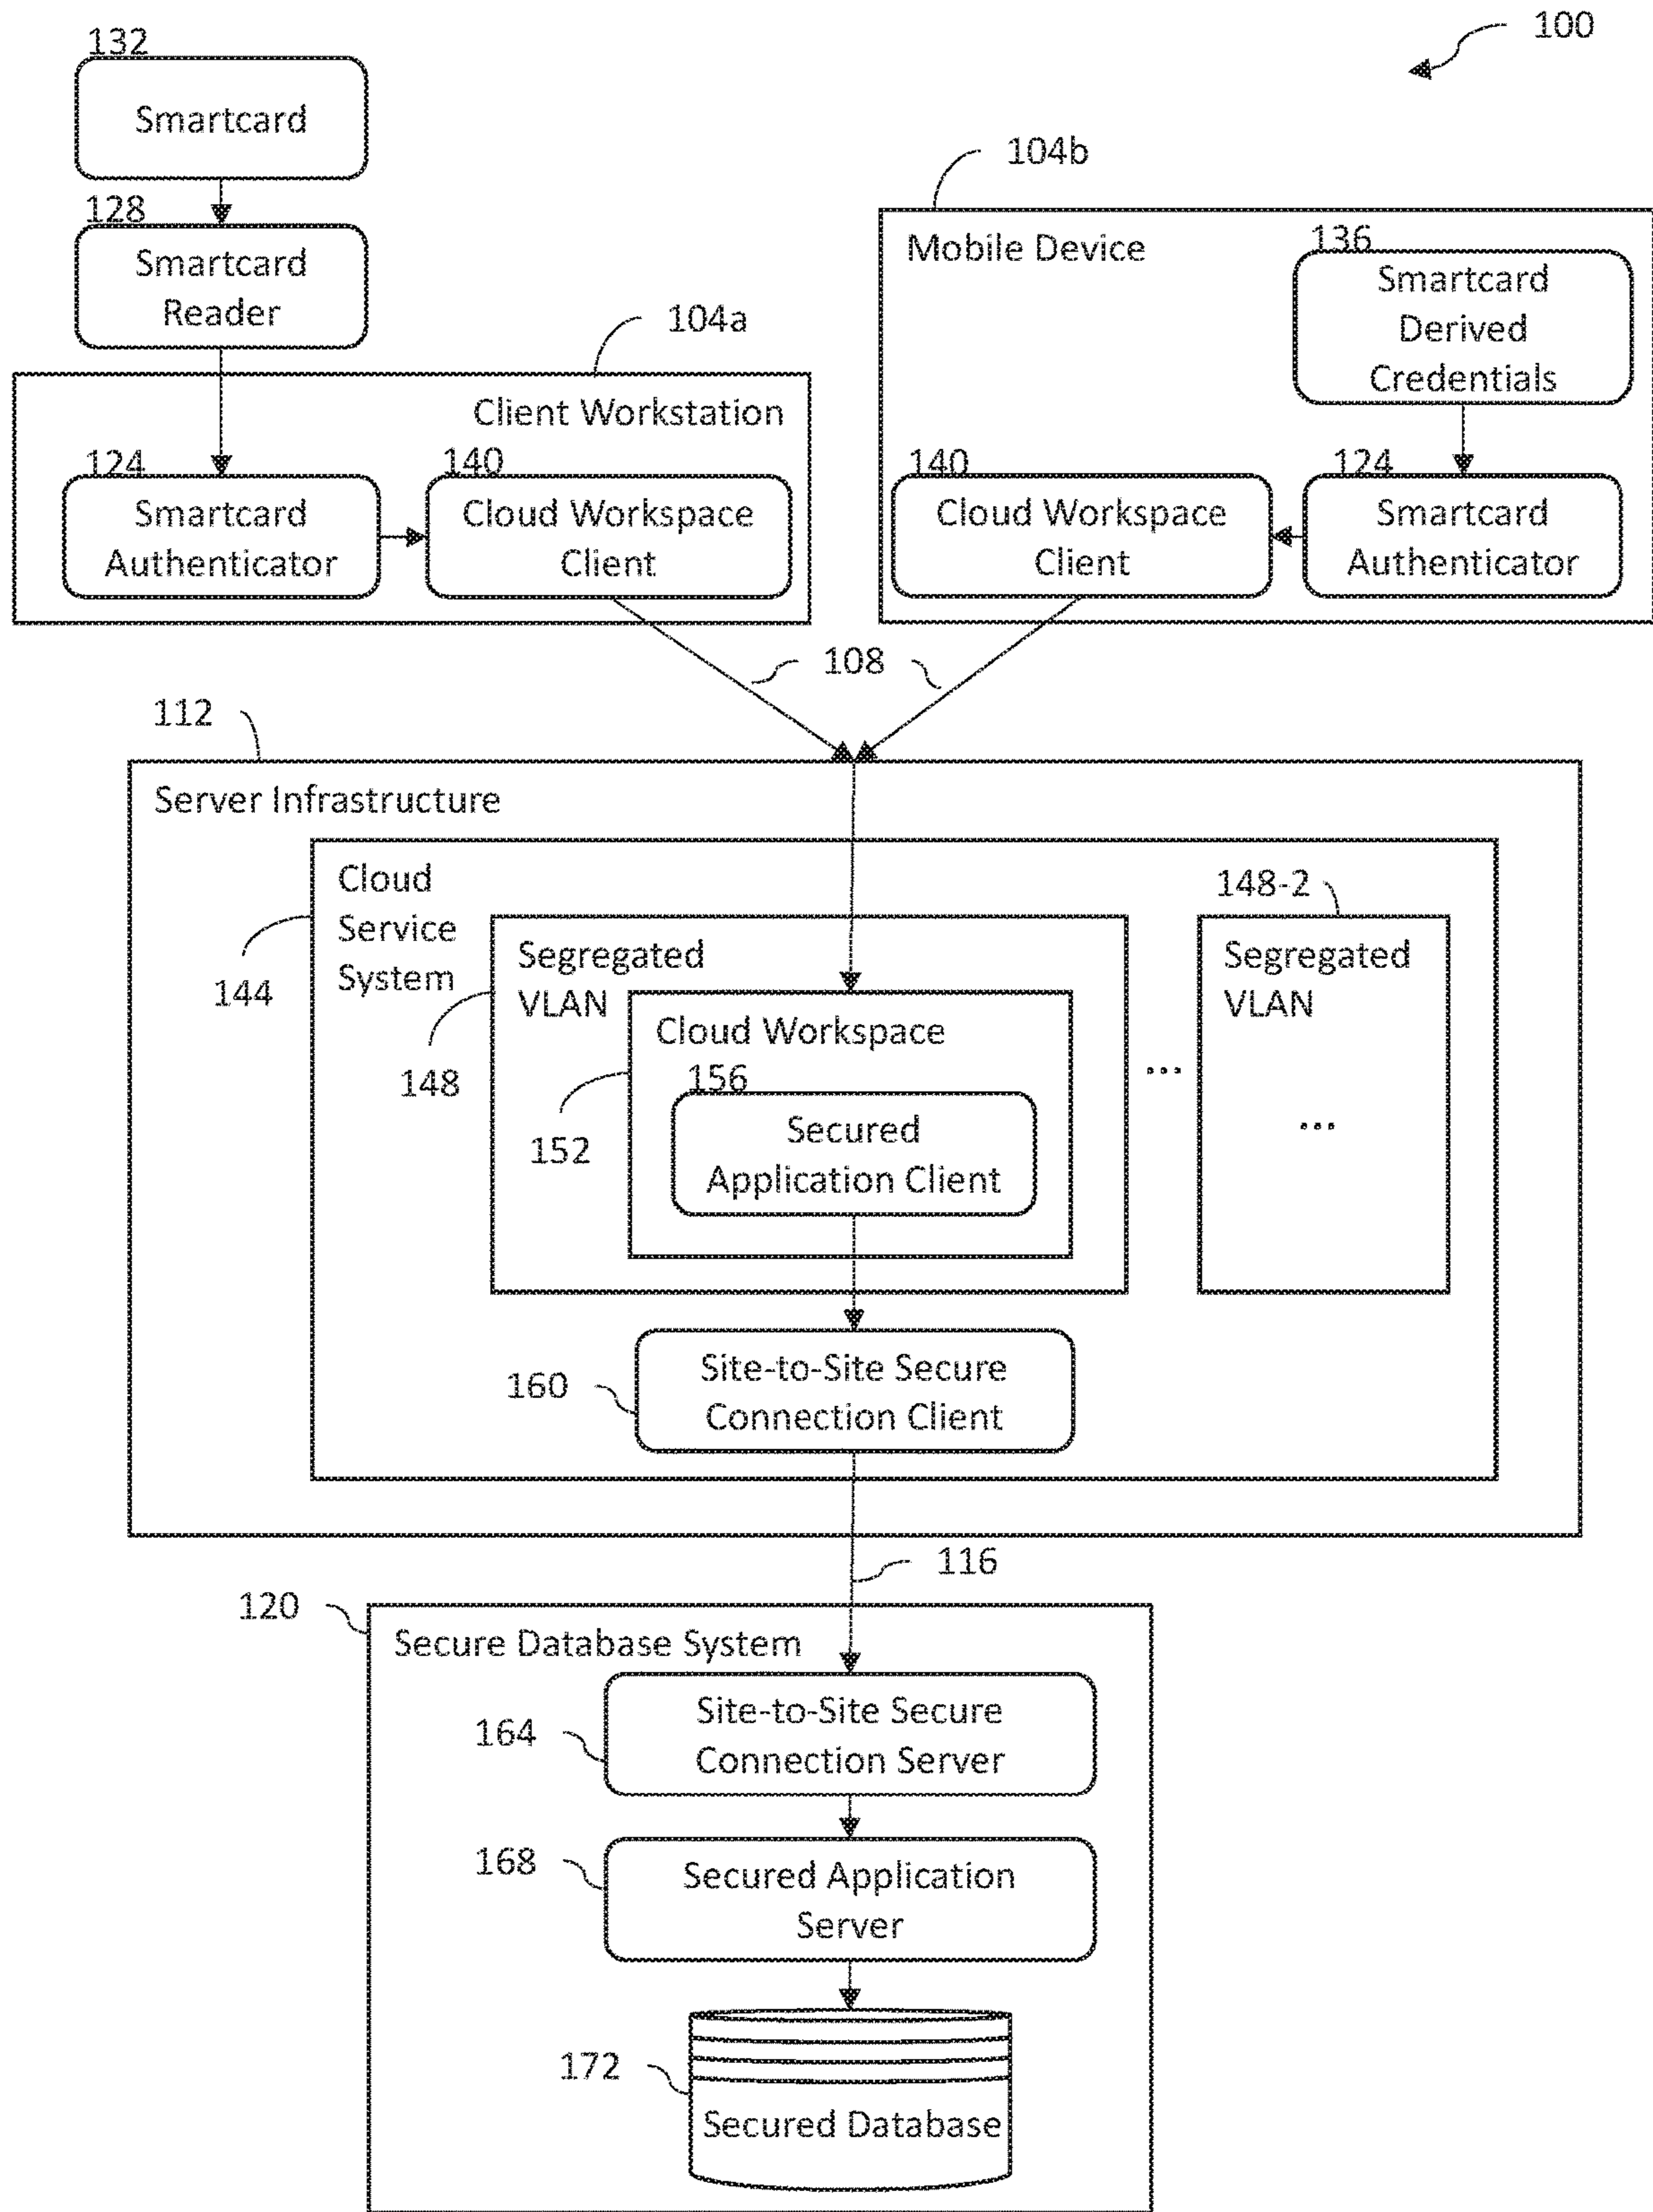 100
132
Smartcard
128
Smartcard
Reader
104a
Client Workstation
124
Smartcard
Authenticator
140
Cloud Workspace
Client
104b
Mobile Device
136
Smartcard
Derived
Credentials
140
Cloud Workspace
Client
124
Smartcard
Authenticator
108
112
Server Infrastructure
Cloud
Service
System
144
Segregated
VLAN
148
Cloud Workspace
152
156
Secured
Application Client
...
148-2
Segregated
VLAN
...
160
Site-to-Site Secure
Connection Client
116
120
Secure Database System
164
Site-to-Site Secure
Connection Server
168
Secured Application
Server
172
Secured Database